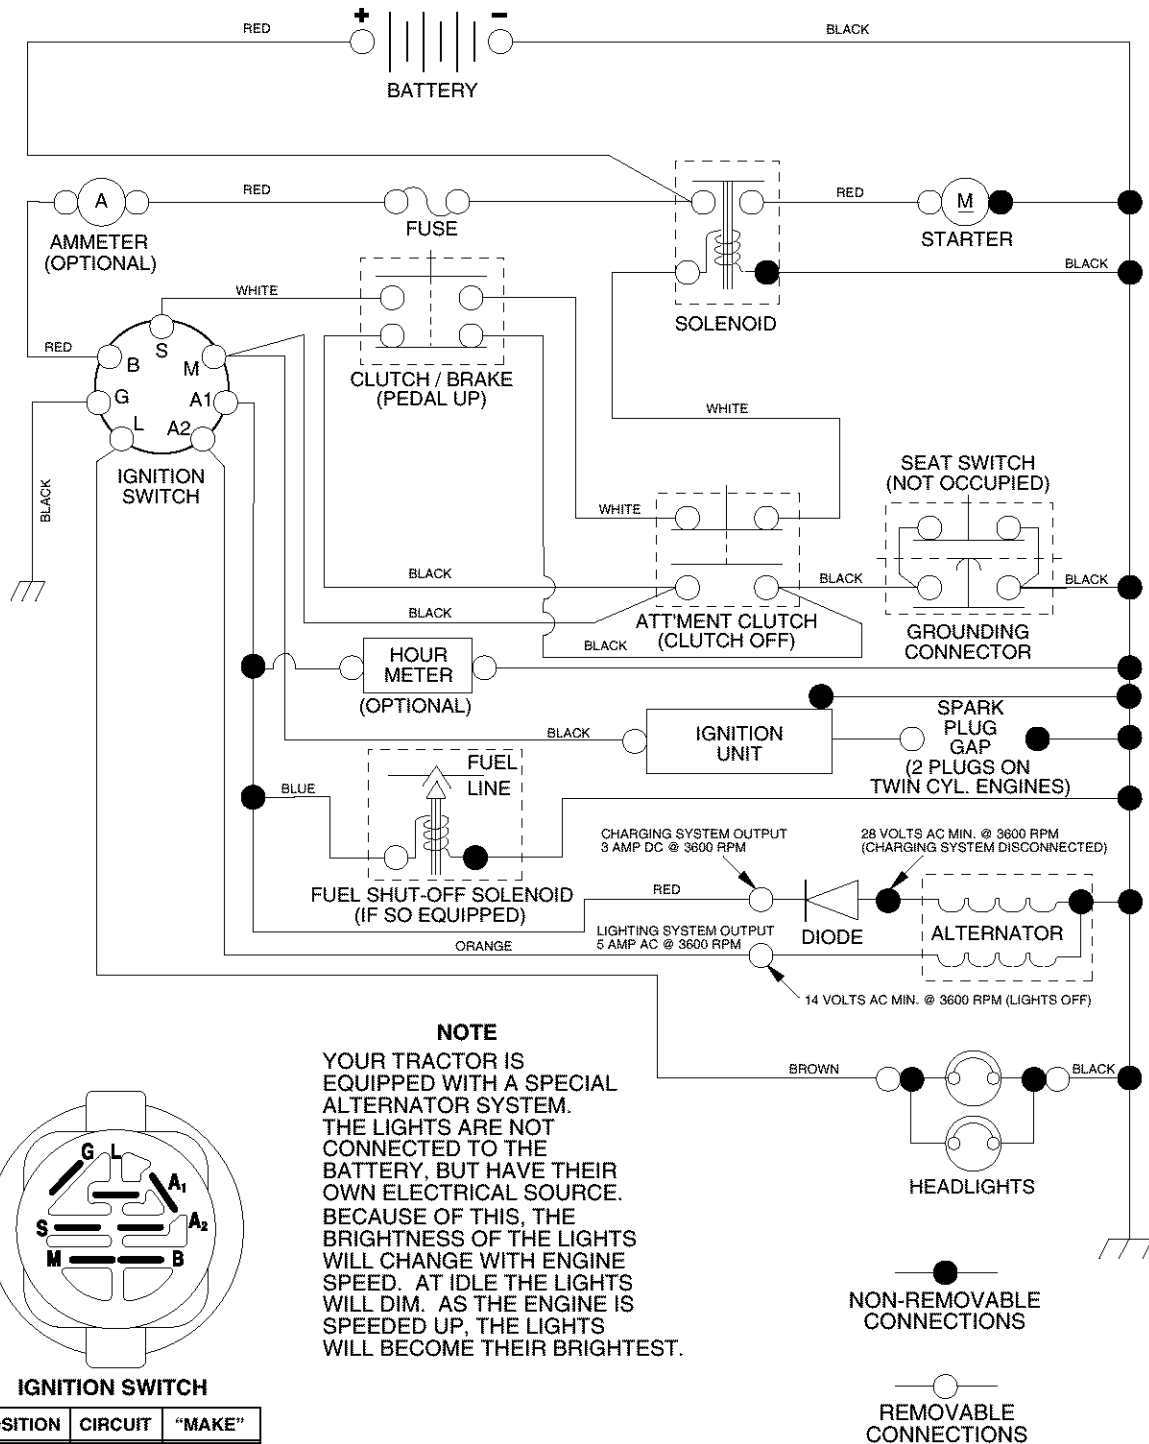 + −
RED
BLACK
BATTERY
A
RED
RED
M
AMMETER
(OPTIONAL)
FUSE
STARTER
BLACK
WHITE
SOLENOID
RED
B
S
M
G
A1
L
A2
CLUTCH / BRAKE
(PEDAL UP)
WHITE
IGNITION
SWITCH
BLACK
SEAT SWITCH
(NOT OCCUPIED)
WHITE
BLACK
BLACK
BLACK
BLACK
ATT'MENT CLUTCH
(CLUTCH OFF)
GROUNDING
CONNECTOR
BLACK
HOUR
METER
(OPTIONAL)
BLACK
IGNITION
UNIT
SPARK
PLUG
GAP
(2 PLUGS ON
TWIN CYL. ENGINES)
FUEL
LINE
BLUE
CHARGING SYSTEM OUTPUT
3 AMP DC @ 3600 RPM
28 VOLTS AC MIN. @ 3600 RPM
(CHARGING SYSTEM DISCONNECTED)
FUEL SHUT-OFF SOLENOID
(IF SO EQUIPPED)
RED
DIODE
ALTERNATOR
LIGHTING SYSTEM OUTPUT
5 AMP AC @ 3600 RPM
ORANGE
14 VOLTS AC MIN. @ 3600 RPM (LIGHTS OFF)
BROWN
BLACK
HEADLIGHTS
NOTE
YOUR TRACTOR IS
EQUIPPED WITH A SPECIAL
ALTERNATOR SYSTEM.
THE LIGHTS ARE NOT
CONNECTED TO THE
BATTERY, BUT HAVE THEIR
OWN ELECTRICAL SOURCE.
BECAUSE OF THIS, THE
BRIGHTNESS OF THE LIGHTS
WILL CHANGE WITH ENGINE
SPEED. AT IDLE THE LIGHTS
WILL DIM. AS THE ENGINE IS
SPEEDED UP, THE LIGHTS
WILL BECOME THEIR BRIGHTEST.
G L
A1
S
A2
M
B
IGNITION SWITCH
SITION CIRCUIT "MAKE"
NON-REMOVABLE
CONNECTIONS
REMOVABLE
CONNECTIONS